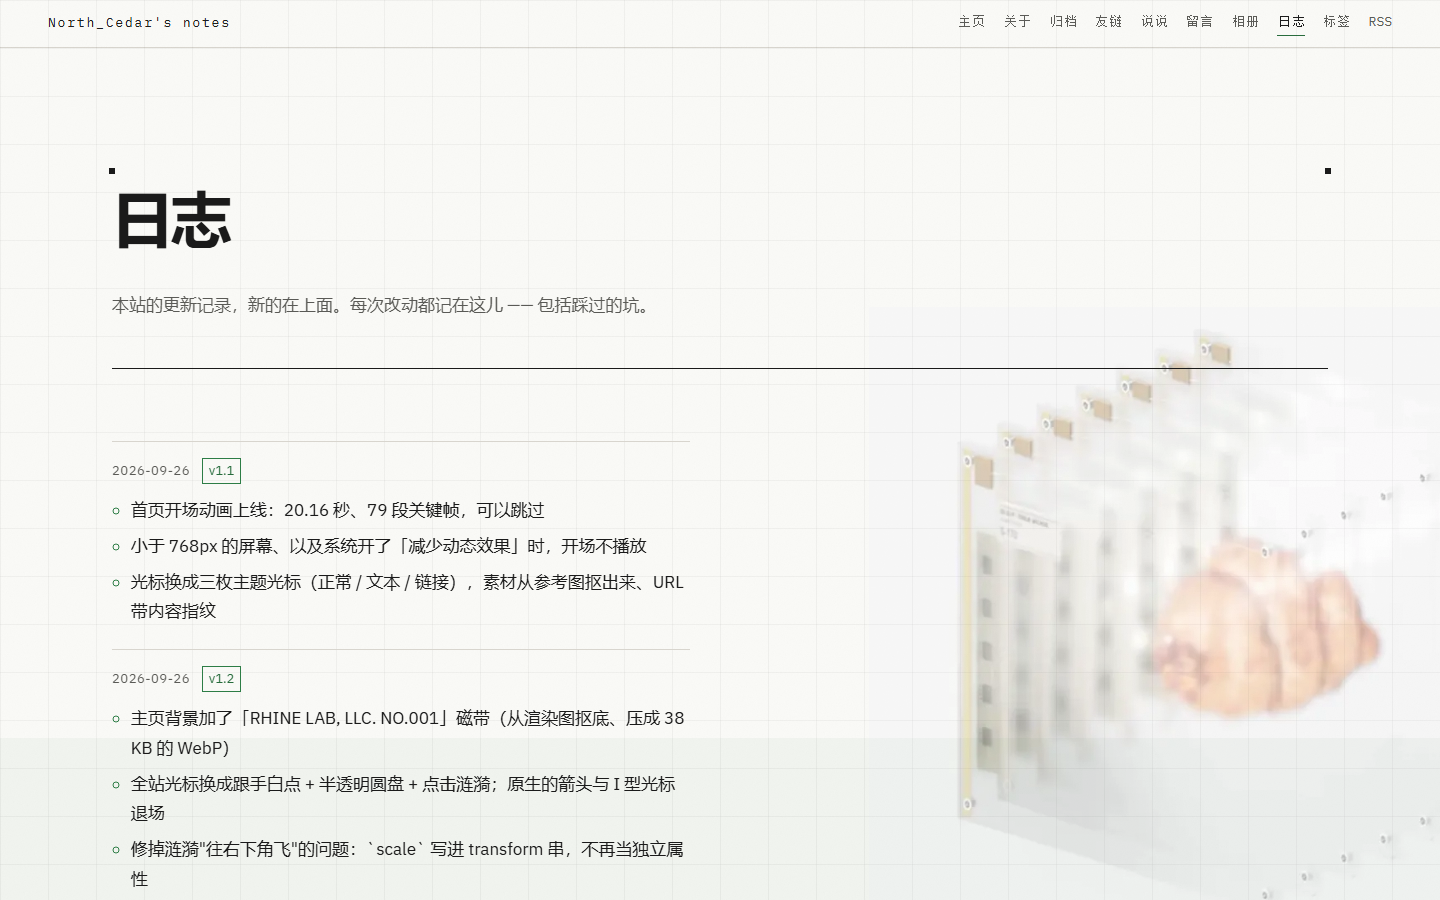 North_Cedar's notes
主页 关于 归档 友链 说说 留言 相册 日志 标签 RSS
日志
本站的更新记录，新的在上面。每次改动都记在这儿 —— 包括踩过的坑。
2026-09-26 v1.1
首页开场动画上线：20.16 秒、79 段关键帧，可以跳过
小于 768px 的屏幕、以及系统开了「减少动态效果」时，开场不播放
光标换成三枚主题光标（正常 / 文本 / 链接），素材从参考图抠出来、URL
带内容指纹
2026-09-26 v1.2
主页背景加了「RHINE LAB, LLC. NO.001」磁带（从渲染图抠底、压成 38
KB 的 WebP）
全站光标换成跟手白点 + 半透明圆盘 + 点击涟漪；原生的箭头与 I 型光标
退场
修掉涟漪"往右下角飞"的问题：`scale` 写进 transform 串，不再当独立属
性